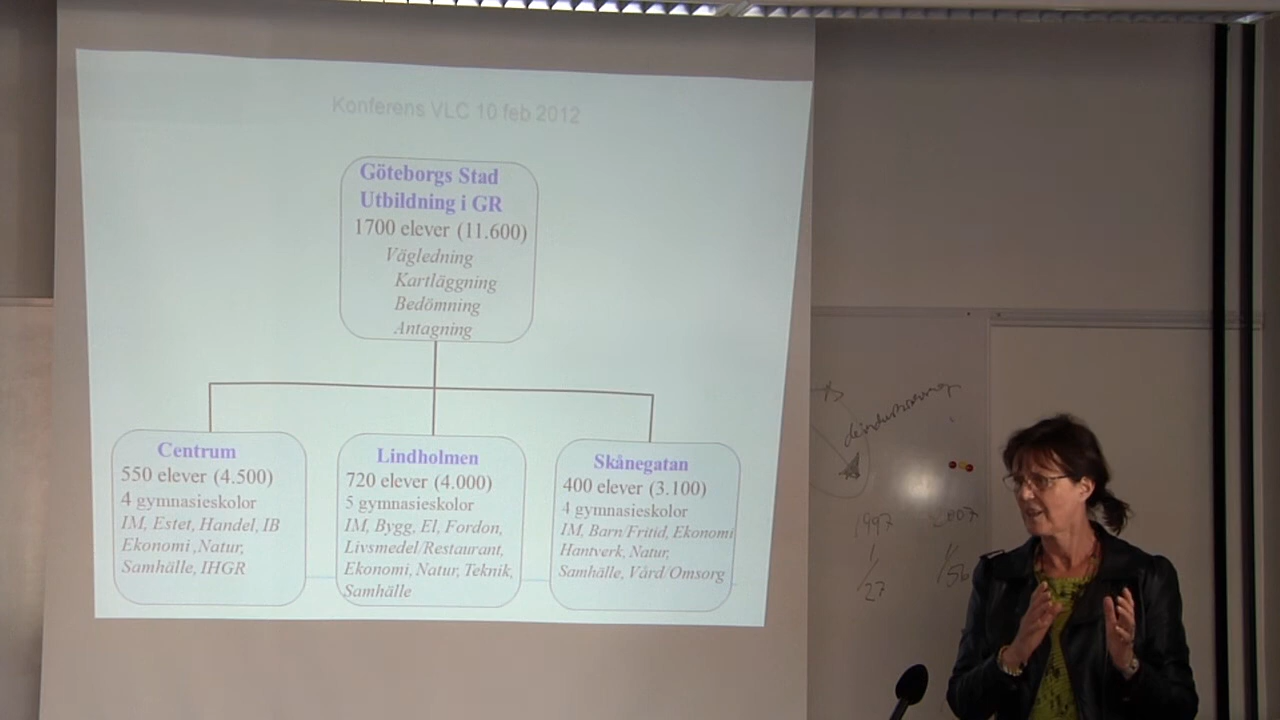 Konferens VLC 10 feb 2012
Göteborgs Stad
Utbildning i GR
1700 elever (11.600)
Vägledning
Kartläggning
Bedömning
Antagning
Centrum
550 elever (4.500)
4 gymnasieskolor
IM, Estet, Handel, IB
Ekonomi ,Natur,
Samhälle, IHGR
Lindholmen
720 elever (4.000)
5 gymnasieskolor
IM, Bygg. El, Fordon,
Livsmedel/Restaurant,
Ekonomi, Natur, Teknik,
Samhälle
Skånegatan
400 elever (3.100)
4 gymnasieskolor
IM, Barn/Fritid, Ekonomi
Hantverk, Natur,
Samhälle, Vård/Omsorg
1997 2007
1/27 1/56